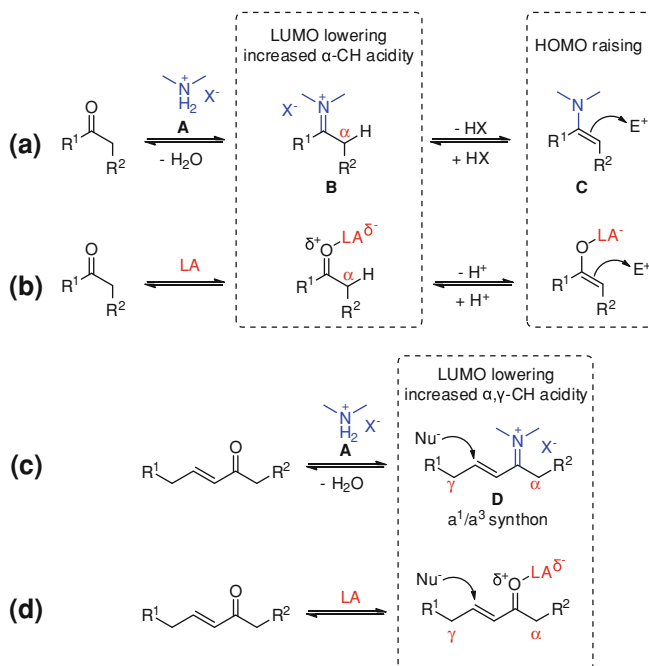 LUMO lowering
increased α-CH acidity
HOMO raising
(a)
O
R¹
R²
N⁺
H₂
X⁻
A
- H₂O
X⁻
N⁺
R¹
α
H
R²
B
- HX
+ HX
N
R¹
R²
E⁺
C
(b)
O
R¹
R²
LA
δ⁺
O
LA
δ⁻
R¹
α
H
R²
- H⁺
+ H⁺
O
LA⁻
R¹
R²
E⁺
LUMO lowering
increased α,γ-CH acidity
(c)
R¹
O
R²
N⁺
H₂
X⁻
A
- H₂O
Nu⁻
N⁺
X⁻
R¹
R²
γ
α
D
a¹/a³ synthon
(d)
R¹
O
R²
LA
Nu⁻
δ⁺
O
LA
δ⁻
R¹
R²
γ
α